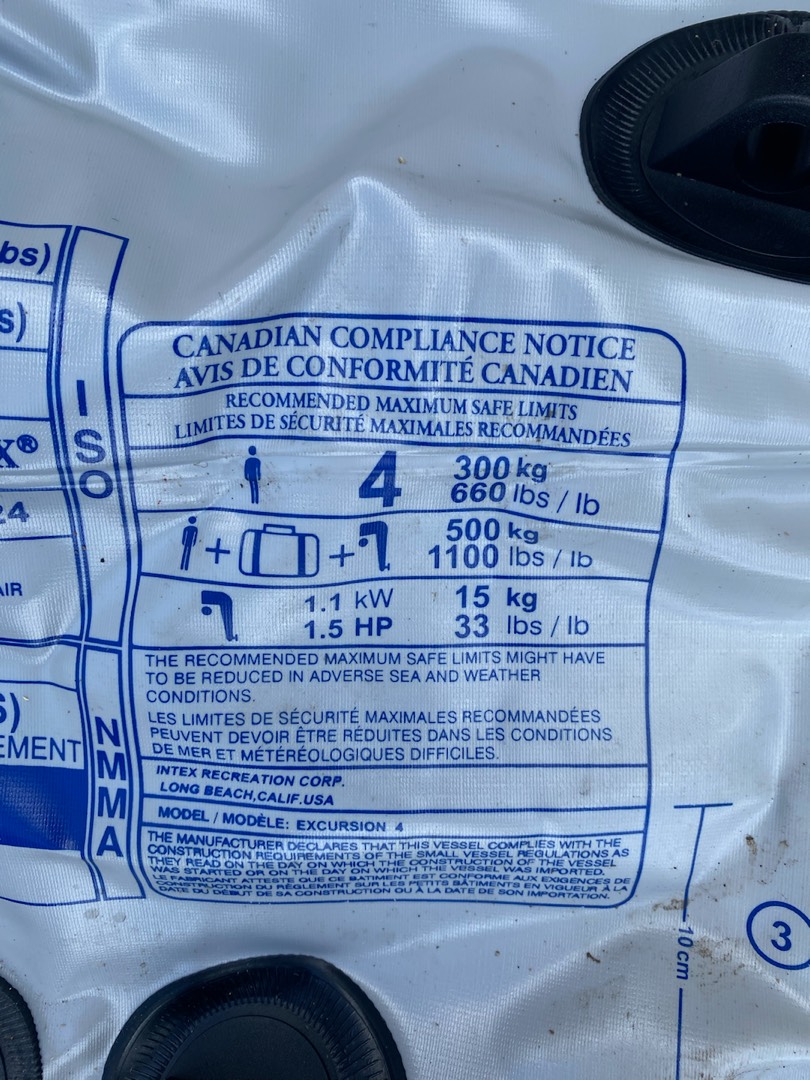 bs)
s)
X®
24
AIR
S)
EMENT
ISO
NMMA
CANADIAN COMPLIANCE NOTICE
AVIS DE CONFORMITÉ CANADIEN
RECOMMENDED MAXIMUM SAFE LIMITS
LIMITES DE SÉCURITÉ MAXIMALES RECOMMANDÉES
4 300 kg
660 lbs / lb
+ + 500 kg
1100 lbs / lb
1.1 kW 15 kg
1.5 HP 33 lbs / lb
THE RECOMMENDED MAXIMUM SAFE LIMITS MIGHT HAVE
TO BE REDUCED IN ADVERSE SEA AND WEATHER
CONDITIONS.
LES LIMITES DE SÉCURITÉ MAXIMALES RECOMMANDÉES
PEUVENT DEVOIR ÊTRE RÉDUITES DANS LES CONDITIONS
DE MER ET MÉTÉRÉOLOGIQUES DIFFICILES.
INTEX RECREATION CORP.
LONG BEACH,CALIF.USA
MODEL / MODÈLE: EXCURSION 4
THE MANUFACTURER DECLARES THAT THIS VESSEL COMPLIES WITH THE
CONSTRUCTION REQUIREMENTS OF THE SMALL VESSEL REGULATIONS AS
THEY READ ON THE DAY ON WHICH THE CONSTRUCTION OF THE VESSEL
WAS STARTED OR ON THE DAY ON WHICH THE VESSEL WAS IMPORTED.
LE FABRICANT ATTESTE QUE CE BATIMENT EST CONFORME AUX EXIGENCES DE
CONSTRUCTION DU RÈGLEMENT SUR LES PETITS BÂTIMENTS EN VIGUEUR À LA
DATE DU DÉBUT DE SA CONSTRUCTION OU À LA DATE DE SON IMPORTATION.
10 cm
3